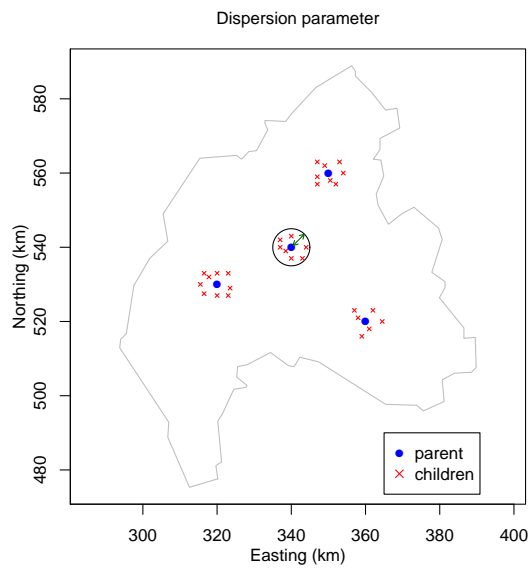 Dispersion parameter
Northing (km)
580
560
540
520
500
480
parent
children
300
320
340
360
380
400
Easting (km)